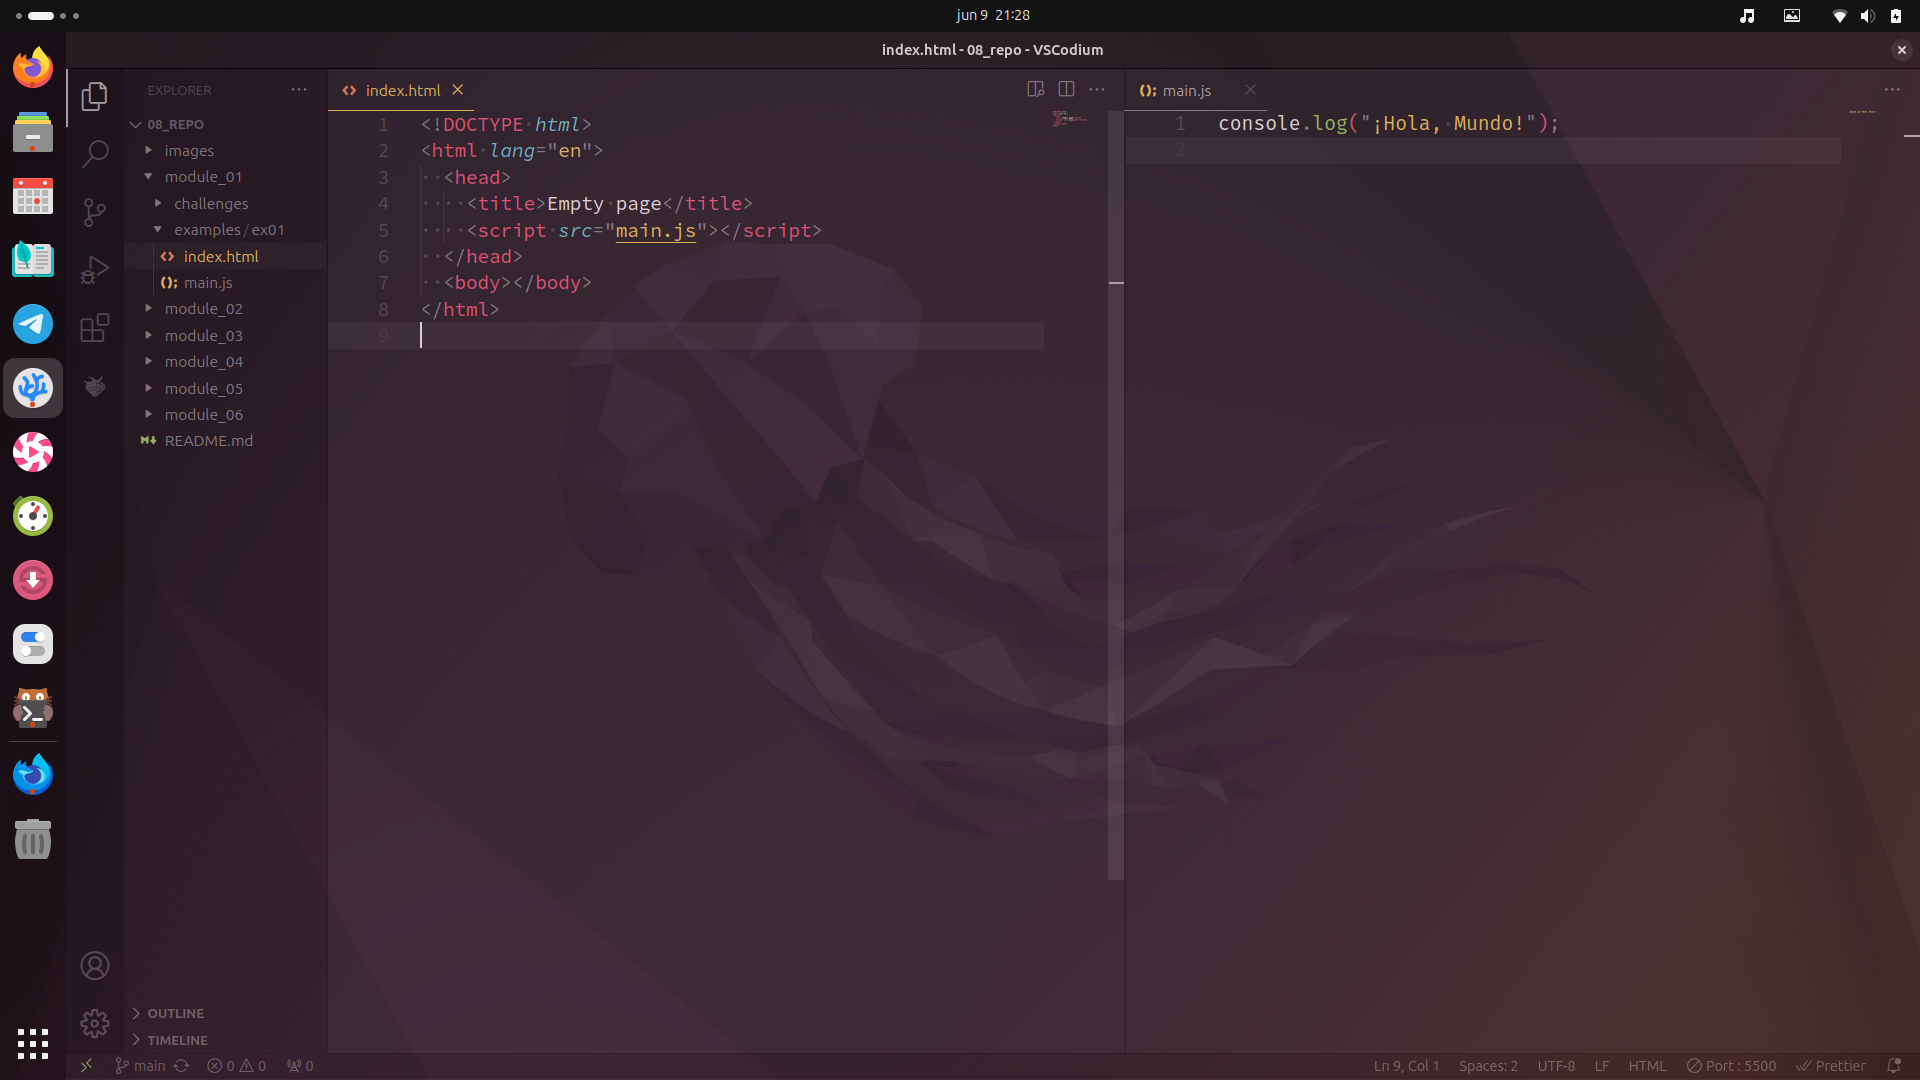 jun 9 21:28
index.html - 08_repo - VSCodium
EXPLORER
08_REPO
images
module_01
challenges
examples/ex01
index.html
main.js
module_02
module_03
module_04
module_05
module_06
README.md
OUTLINE
TIMELINE
index.html
1 <!DOCTYPE html>
2 <html lang="en">
3 <head>
4 <title>Empty page</title>
5 <script src="main.js"></script>
6 </head>
7 <body></body>
8 </html>
9
main.js
1 console.log("¡Hola, Mundo!");
2
main 0 0 0
Ln 9, Col 1 Spaces: 2 UTF-8 LF HTML Port : 5500 Prettier